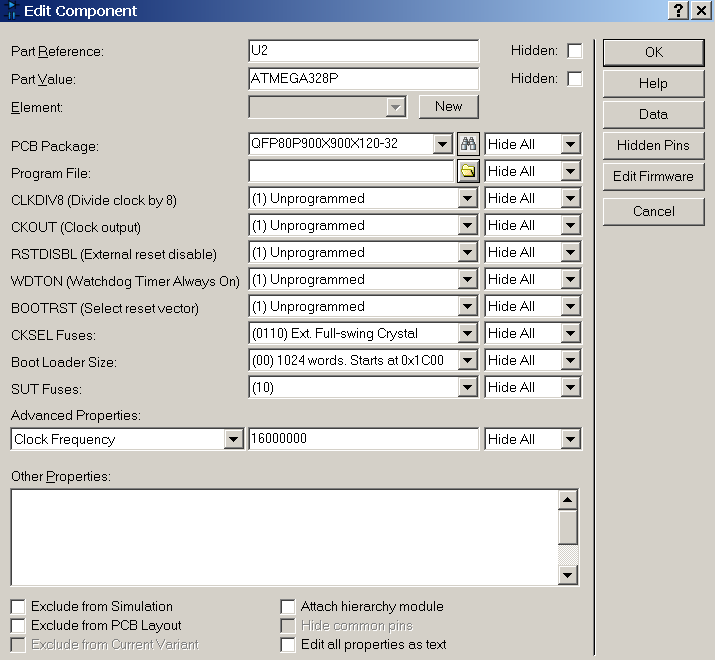 Edit Component
Part Reference: U2 Hidden: OK
Part Value: ATMEGA328P Hidden: Help
Element: New Data
PCB Package: QFP80P900X900X120-32 Hide All Hidden Pins
Program File: Hide All Edit Firmware
CLKDIV8 (Divide clock by 8) (1) Unprogrammed Hide All Cancel
CKOUT (Clock output) (1) Unprogrammed Hide All
RSTDISBL (External reset disable) (1) Unprogrammed Hide All
WDTON (Watchdog Timer Always On) (1) Unprogrammed Hide All
BOOTRST (Select reset vector) (1) Unprogrammed Hide All
CKSEL Fuses: (0110) Ext. Full-swing Crystal Hide All
Boot Loader Size: (00) 1024 words. Starts at 0x1C00 Hide All
SUT Fuses: (10) Hide All
Advanced Properties:
Clock Frequency 16000000 Hide All
Other Properties:
Exclude from Simulation Attach hierarchy module
Exclude from PCB Layout Hide common pins
Exclude from Current Variant Edit all properties as text